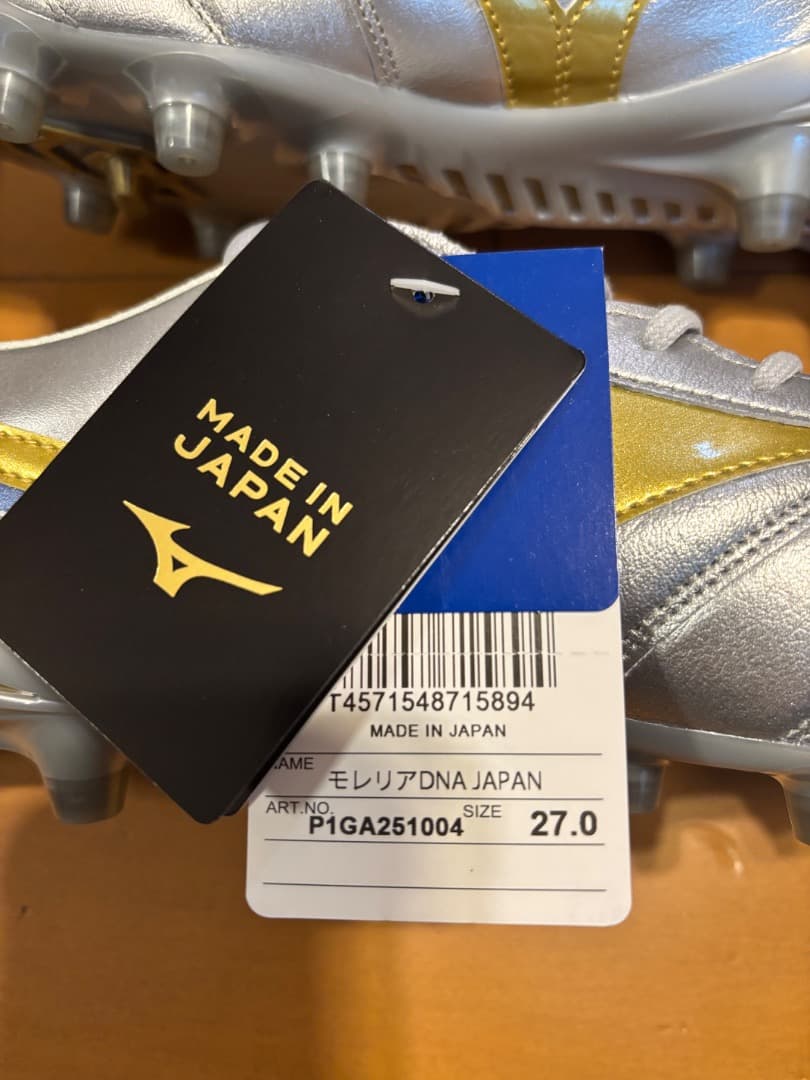 MADE IN
JAPAN
T4571548715894
MADE IN JAPAN
モレリアDNA JAPAN
ART.NO. SIZE
P1GA251004 27.0